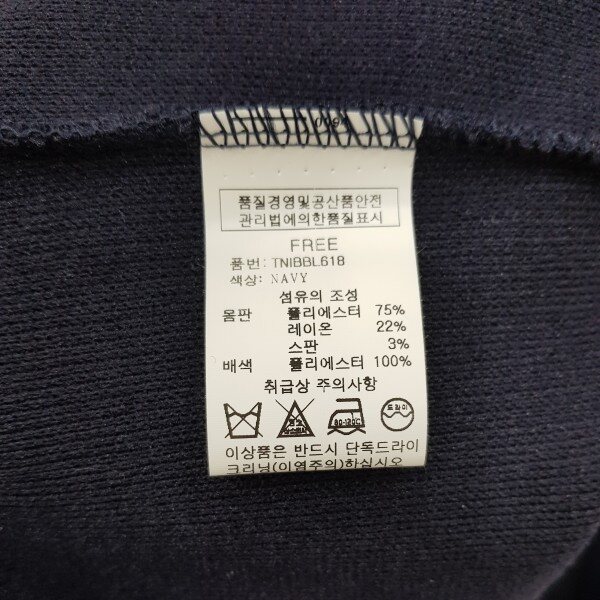 품질경영및공산품안전
관리법에의한품질표시
FREE
품번: TNIBBL618
색상: NAVY
섬유의 조성
몸판 폴리에스터 75%
레이온 22%
스판 3%
배색 폴리에스터 100%
취급상 주의사항
드라이
이상품은 반드시 단독드라이
크리닝(이염주의)하십시오